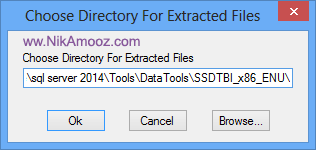 Choose Directory For Extracted Files
ww.NikAmooz.com
Choose Directory For Extracted Files
\sql server 2014\Tools\DataTools\SSDTBI_x86_ENU\
Ok
Cancel
Browse...